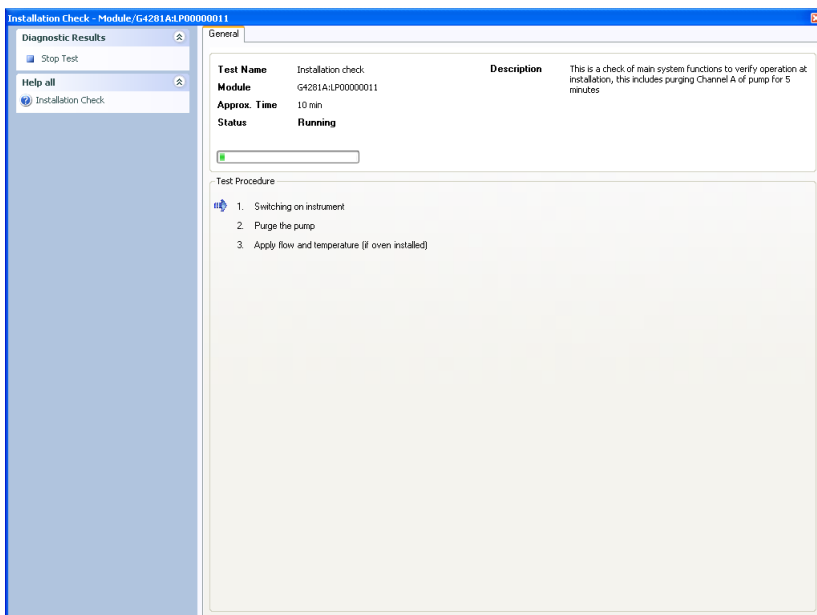 Installation Check - Module/G4281A:LP00000011
Diagnostic Results
Stop Test
Help all
Installation Check
General
Test Name Installation check
Module G4281A:LP00000011
Approx. Time 10 min
Status Running
Description This is a check of main system functions to verify operation at
installation, this includes purging Channel A of pump for 5
minutes
Test Procedure
1. Switching on instrument
2. Purge the pump
3. Apply flow and temperature (if oven installed)